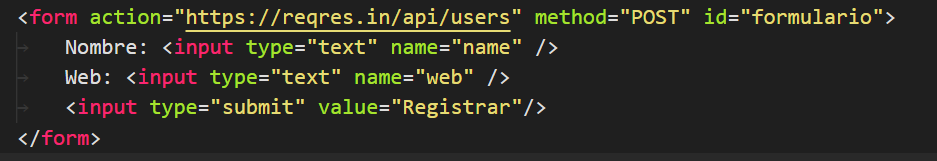 <form action="https://reqres.in/api/users" method="POST" id="formulario">
Nombre: <input type="text" name="name" />
Web: <input type="text" name="web" />
<input type="submit" value="Registrar"/>
</form>